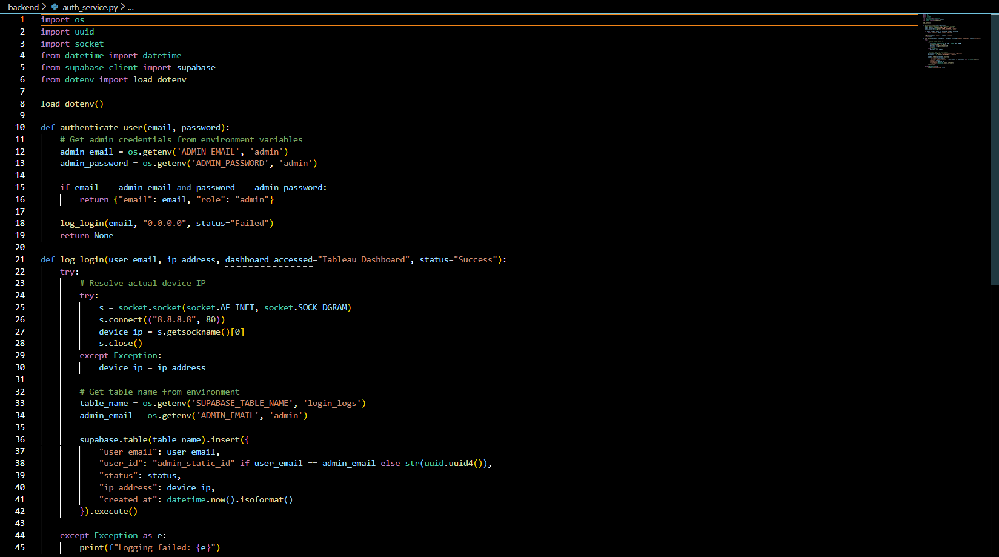 backend > auth_service.py > ...
1 import os
2 import uuid
3 import socket
4 from datetime import datetime
5 from supabase_client import supabase
6 from dotenv import load_dotenv
7
8 load_dotenv()
9
10 def authenticate_user(email, password):
11     # Get admin credentials from environment variables
12     admin_email = os.getenv('ADMIN_EMAIL', 'admin')
13     admin_password = os.getenv('ADMIN_PASSWORD', 'admin')
14
15     if email == admin_email and password == admin_password:
16         return {"email": email, "role": "admin"}
17
18     log_login(email, "0.0.0.0", status="Failed")
19     return None
20
21 def log_login(user_email, ip_address, dashboard_accessed="Tableau Dashboard", status="Success"):
22     try:
23         # Resolve actual device IP
24         try:
25             s = socket.socket(socket.AF_INET, socket.SOCK_DGRAM)
26             s.connect(("8.8.8.8", 80))
27             device_ip = s.getsockname()[0]
28             s.close()
29         except Exception:
30             device_ip = ip_address
31
32         # Get table name from environment
33         table_name = os.getenv('SUPABASE_TABLE_NAME', 'login_logs')
34         admin_email = os.getenv('ADMIN_EMAIL', 'admin')
35
36         supabase.table(table_name).insert({
37             "user_email": user_email,
38             "user_id": "admin_static_id" if user_email == admin_email else str(uuid.uuid4()),
39             "status": status,
40             "ip_address": device_ip,
41             "created_at": datetime.now().isoformat()
42         }).execute()
43
44     except Exception as e:
45         print(f"Logging failed: {e}")